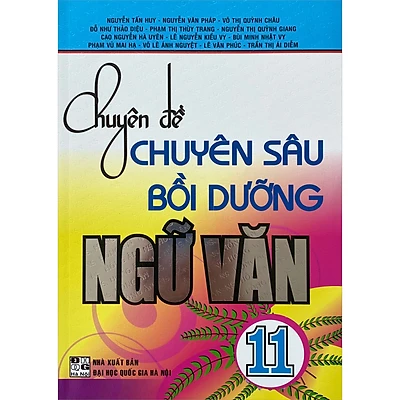 NGUYỄN TẤN HUY - NGUYỄN VĂN PHÁP - VÕ THỊ QUỲNH CHÂU
ĐỖ NHƯ THẢO DIỆU - PHẠM THỊ THÙY TRANG - NGUYỄN THỊ QUỲNH GIANG
CAO NGUYỄN HÀ UYÊN - LÊ NGUYỄN KIỀU VY - BÙI MINH NHẬT VY
PHẠM VŨ MAI HẠ - VÕ LÊ ÁNH NGUYỆT - LÊ VĂN PHÚC - TRẦN THỊ ÁI DIỄM
Chuyên đề
CHUYÊN SÂU
BỒI DƯỠNG
NGỮ VĂN
11
Hà Nội
NHÀ XUẤT BẢN
ĐẠI HỌC QUỐC GIA HÀ NỘI